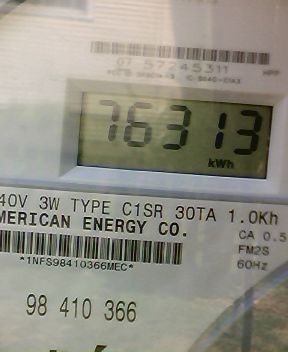 07 57245311
76313
kWh
40V 3W TYPE C1SR 30TA 1.0Kh
MERICAN ENERGY CO.
CA 0.5
FM2S
*1NFS98410366MEC*
60Hz
98 410 366